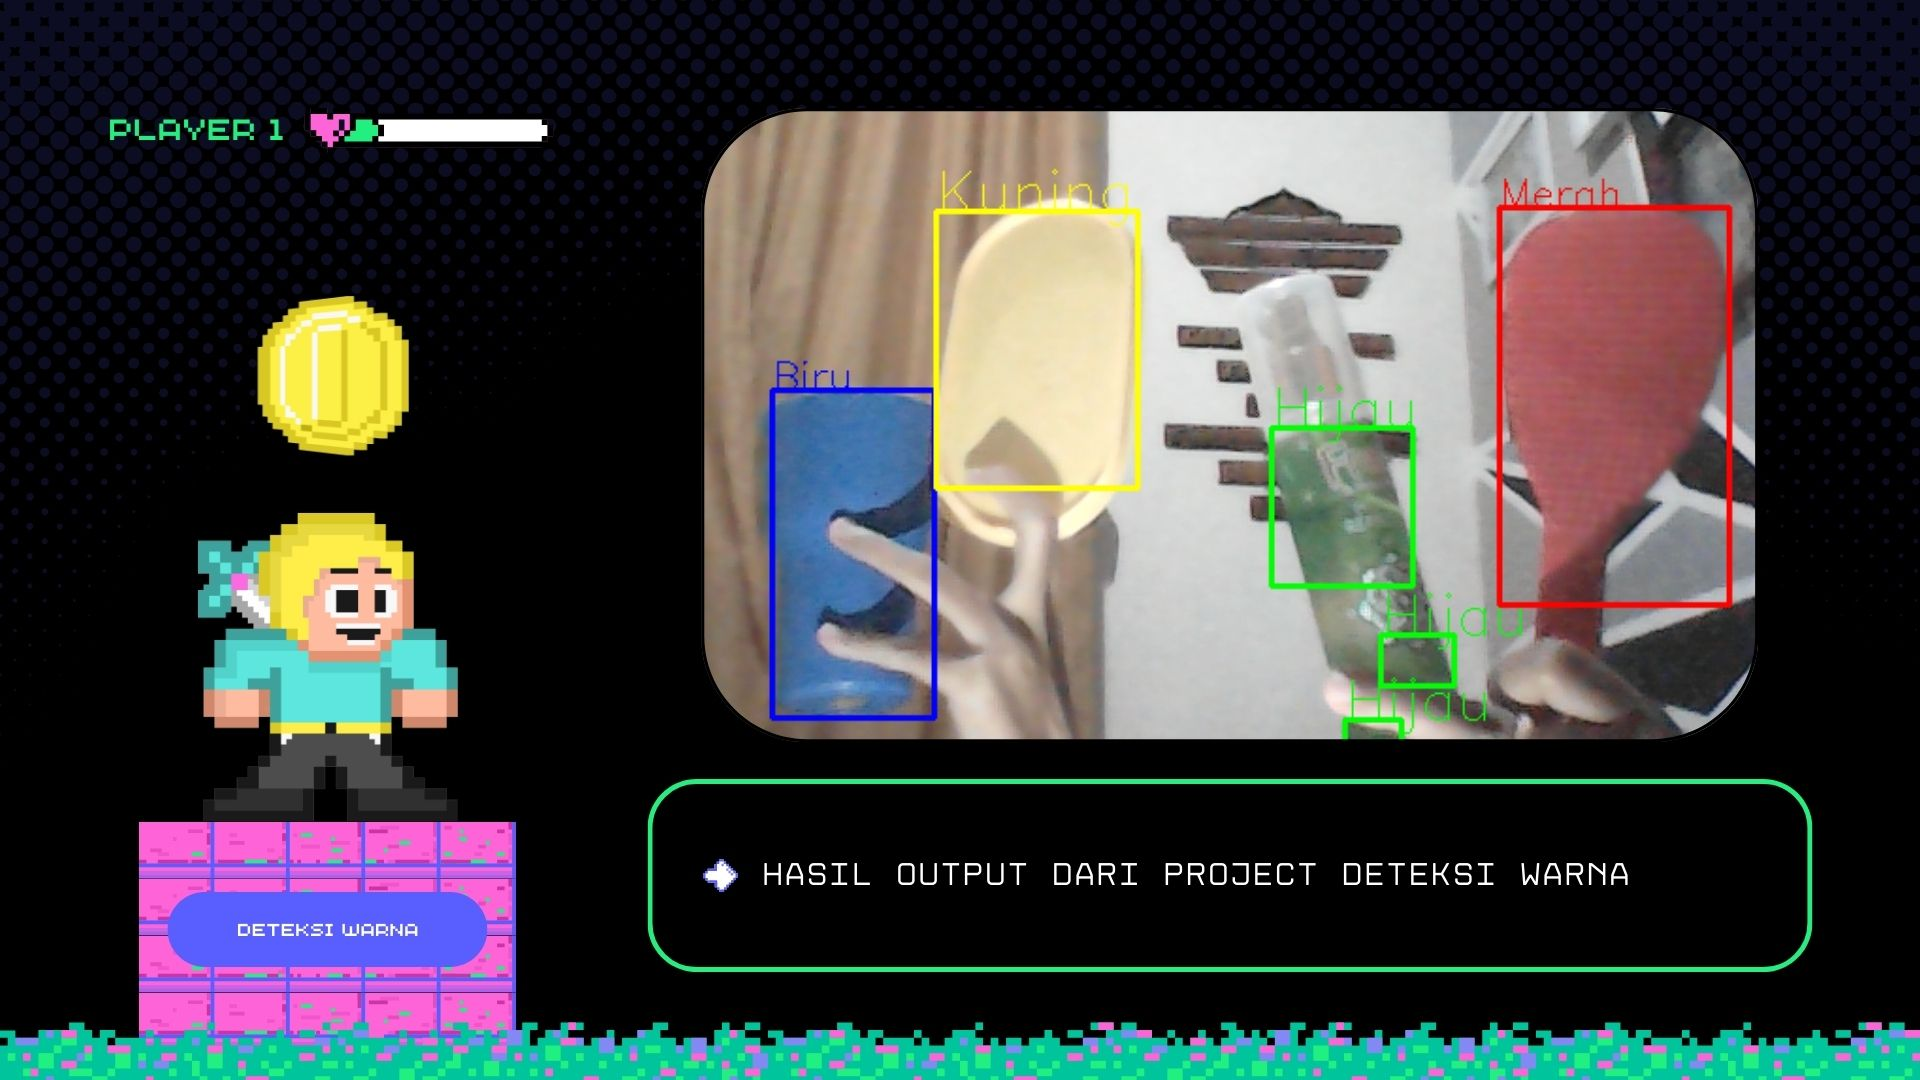 PLAYER 1
Kuning
Merah
Biru
Hijau
Hijau
Hijau
HASIL OUTPUT DARI PROJECT DETEKSI WARNA
DETEKSI WARNA